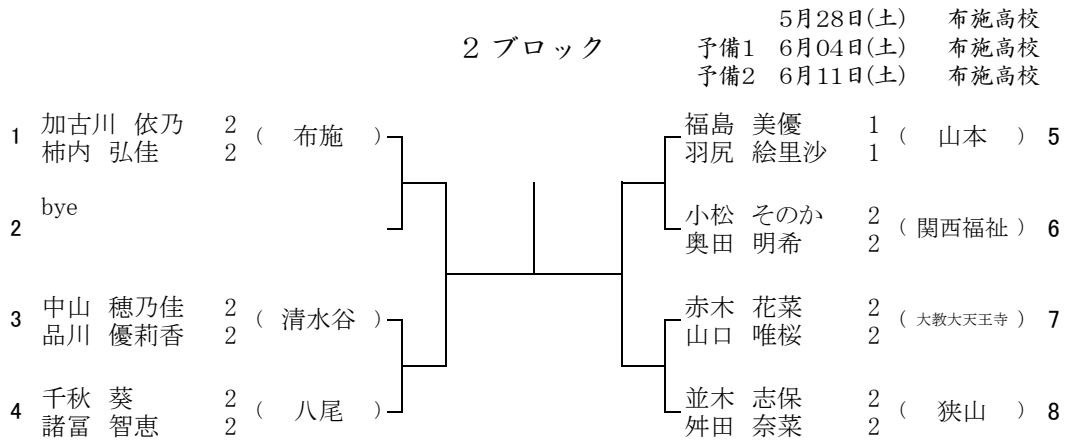 5月28日(土) 布施高校
2 ブロック
予備1 6月04日(土) 布施高校
予備2 6月11日(土) 布施高校
1 加古川 依乃 2 ( 布施 )
柿内 弘佳 2
2 bye
3 中山 穂乃佳 2 ( 清水谷 )
品川 優莉香 2
4 千秋 葵 2 ( 八尾 )
諸冨 智恵 2
福島 美優 1 ( 山本 ) 5
羽尻 絵里沙 1
小松 そのか 2 ( 関西福祉 ) 6
奥田 明希 2
赤木 花菜 2 ( 大教大天王寺 ) 7
山口 唯桜 2
並木 志保 2 ( 狭山 ) 8
舛田 奈菜 2